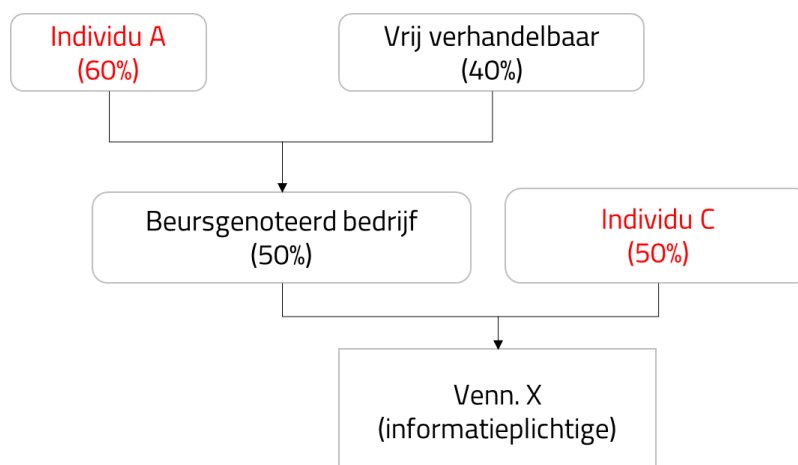 Individu A
(60%)
Vrij verhandelbaar
(40%)
Beursgenoteerd bedrijf
(50%)
Individu C
(50%)
Venn. X
(informatieplichtige)